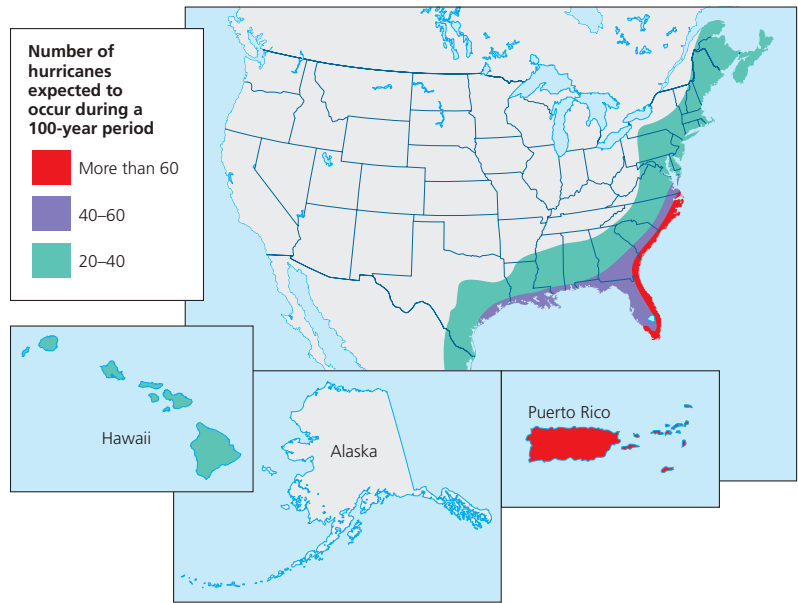 Number of
hurricanes
expected to
occur during a
100-year period
More than 60
40–60
20–40
Hawaii
Alaska
Puerto Rico